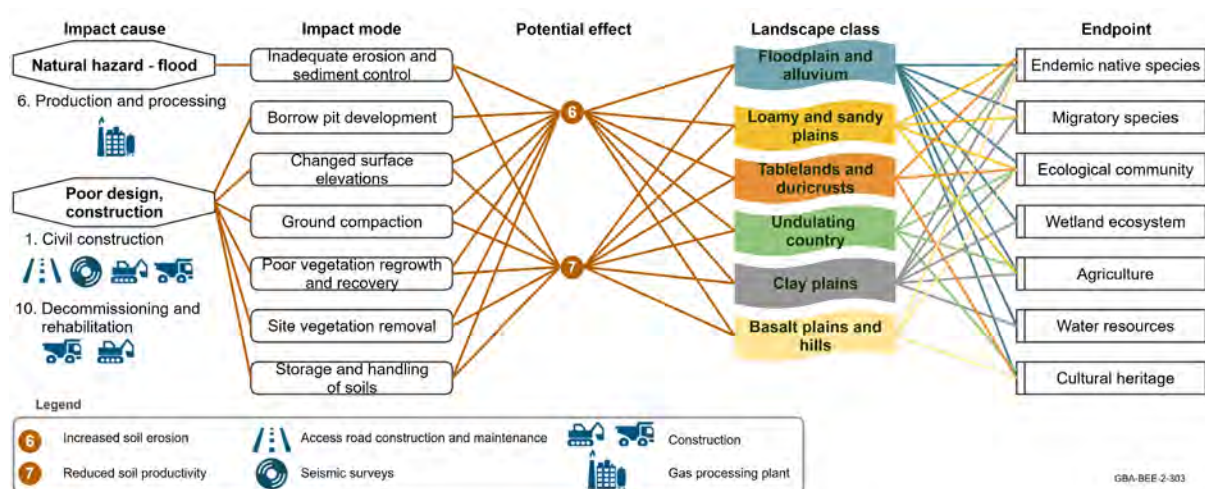 Impact cause
Impact mode
Potential effect
Landscape class
Endpoint
Natural hazard - flood
6. Production and processing
Poor design,
construction
1. Civil construction
10. Decommissioning and
rehabilitation
Inadequate erosion and
sediment control
Borrow pit development
Changed surface
elevations
Ground compaction
Poor vegetation regrowth
and recovery
Site vegetation removal
Storage and handling
of soils
6
7
Floodplain and
alluvium
Loamy and sandy
plains
Tablelands and
duricrusts
Undulating
country
Clay plains
Basalt plains and
hills
Endemic native species
Migratory species
Ecological community
Wetland ecosystem
Agriculture
Water resources
Cultural heritage
Legend
6 Increased soil erosion
7 Reduced soil productivity
Access road construction and maintenance
Seismic surveys
Construction
Gas processing plant
GBA-BEE-2-303